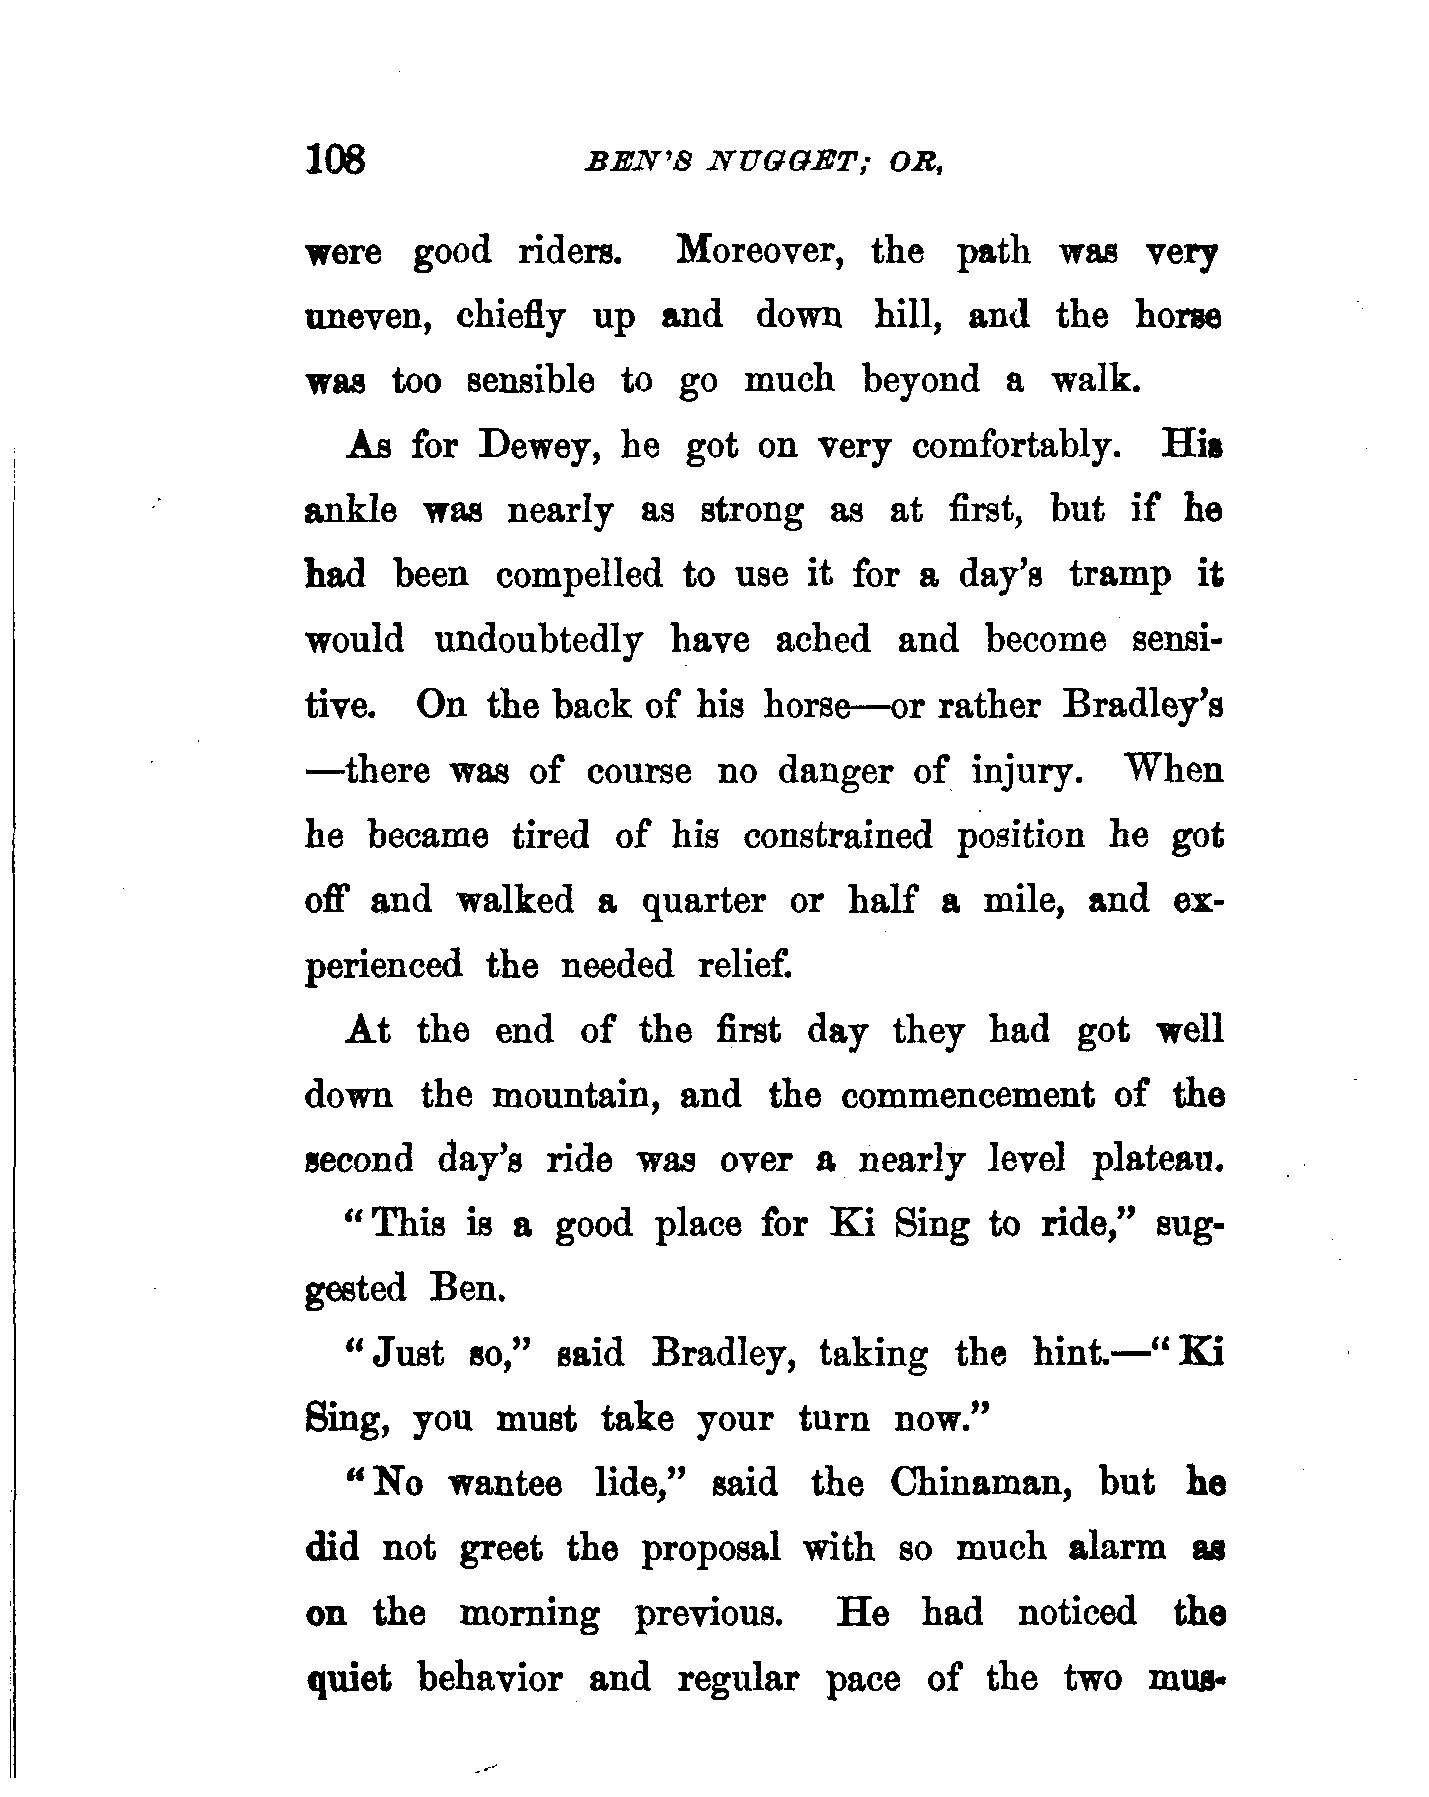 108 BEN'S NUGGET; OR,
were good riders. Moreover, the path was very
uneven, chiefly up and down hill, and the horse
was too sensible to go much beyond a walk.
As for Dewey, he got on very comfortably. His
ankle was nearly as strong as at first, but if he
had been compelled to use it for a day's tramp it
would undoubtedly have ached and become sensi-
tive. On the back of his horse—or rather Bradley's
—there was of course no danger of injury. When
he became tired of his constrained position he got
off and walked a quarter or half a mile, and ex-
perienced the needed relief.
At the end of the first day they had got well
down the mountain, and the commencement of the
second day's ride was over a nearly level plateau.
"This is a good place for Ki Sing to ride," sug-
gested Ben.
"Just so," said Bradley, taking the hint.—"Ki
Sing, you must take your turn now."
"No wantee lide," said the Chinaman, but he
did not greet the proposal with so much alarm as
on the morning previous. He had noticed the
quiet behavior and regular pace of the two mus-